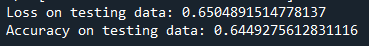 Loss on testing data: 0.6504891514778137
Accuracy on testing data: 0.6449275612831116